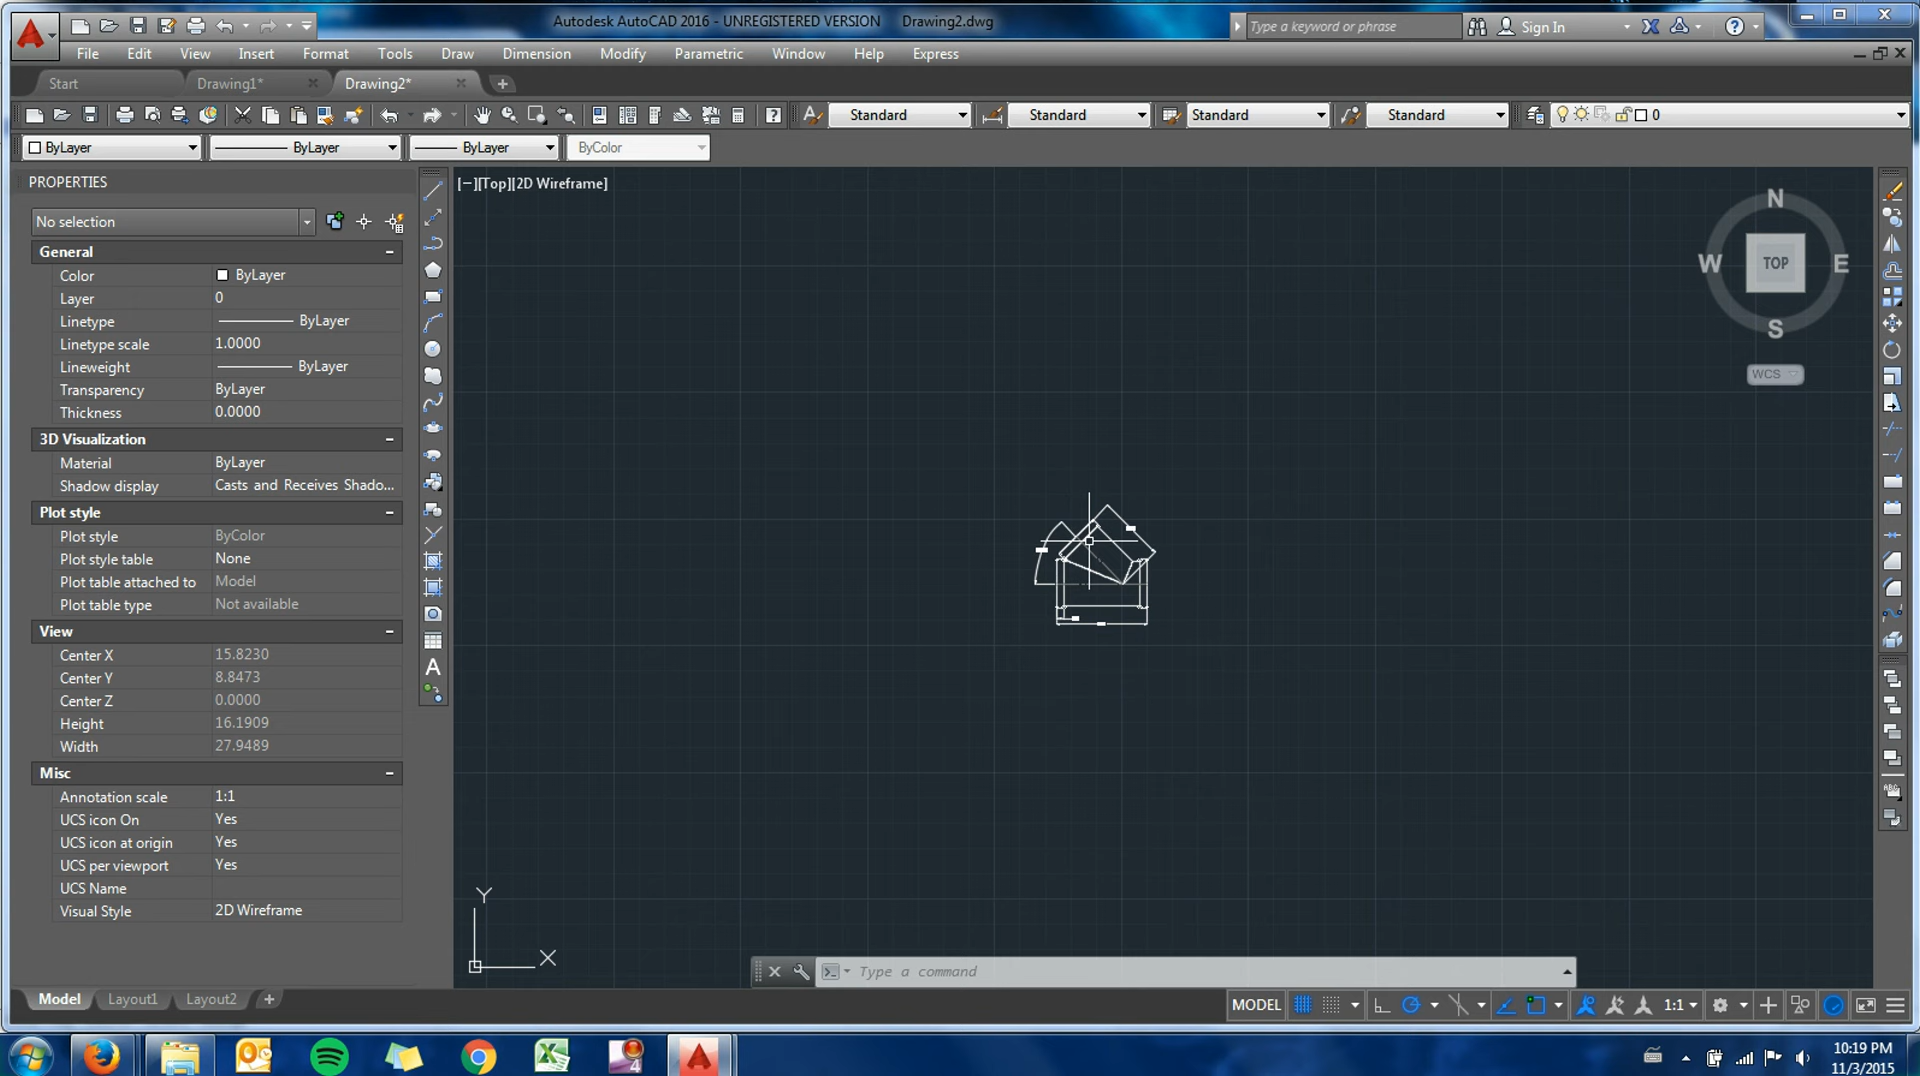 Autodesk AutoCAD 2016 - UNREGISTERED VERSION Drawing2.dwg
Type a keyword or phrase
Sign In
File Edit View Insert Format Tools Draw Dimension Modify Parametric Window Help Express
Start Drawing1* Drawing2*
Standard Standard Standard Standard 0
ByLayer ByLayer ByLayer ByColor
PROPERTIES
[−][Top][2D Wireframe]
No selection
General
Color ByLayer
Layer 0
Linetype ByLayer
Linetype scale 1.0000
Lineweight ByLayer
Transparency ByLayer
Thickness 0.0000
3D Visualization
Material ByLayer
Shadow display Casts and Receives Shado...
Plot style
Plot style ByColor
Plot style table None
Plot table attached to Model
Plot table type Not available
View
Center X 15.8230
Center Y 8.8473
Center Z 0.0000
Height 16.1909
Width 27.9489
Misc
Annotation scale 1:1
UCS icon On Yes
UCS icon at origin Yes
UCS per viewport Yes
UCS Name
Visual Style 2D Wireframe
N
W TOP E
S
WCS
A
ABC
Y
X
Type a command
Model Layout1 Layout2
MODEL 1:1
4
10:19 PM
11/3/2015